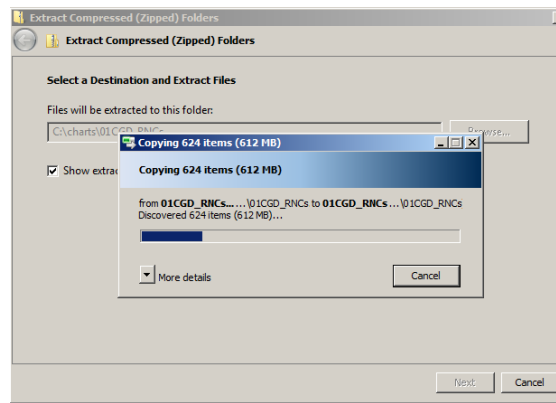 Extract Compressed (Zipped) Folders
Extract Compressed (Zipped) Folders
Select a Destination and Extract Files
Files will be extracted to this folder:
C:\charts\01CGD_RNCs
Browse...
Show extrac
Copying 624 items (612 MB)
Copying 624 items (612 MB)
from 01CGD_RNCs... ...\01CGD_RNCs to 01CGD_RNCs ...\01CGD_RNCs
Discovered 624 items (612 MB)...
More details
Cancel
Next
Cancel